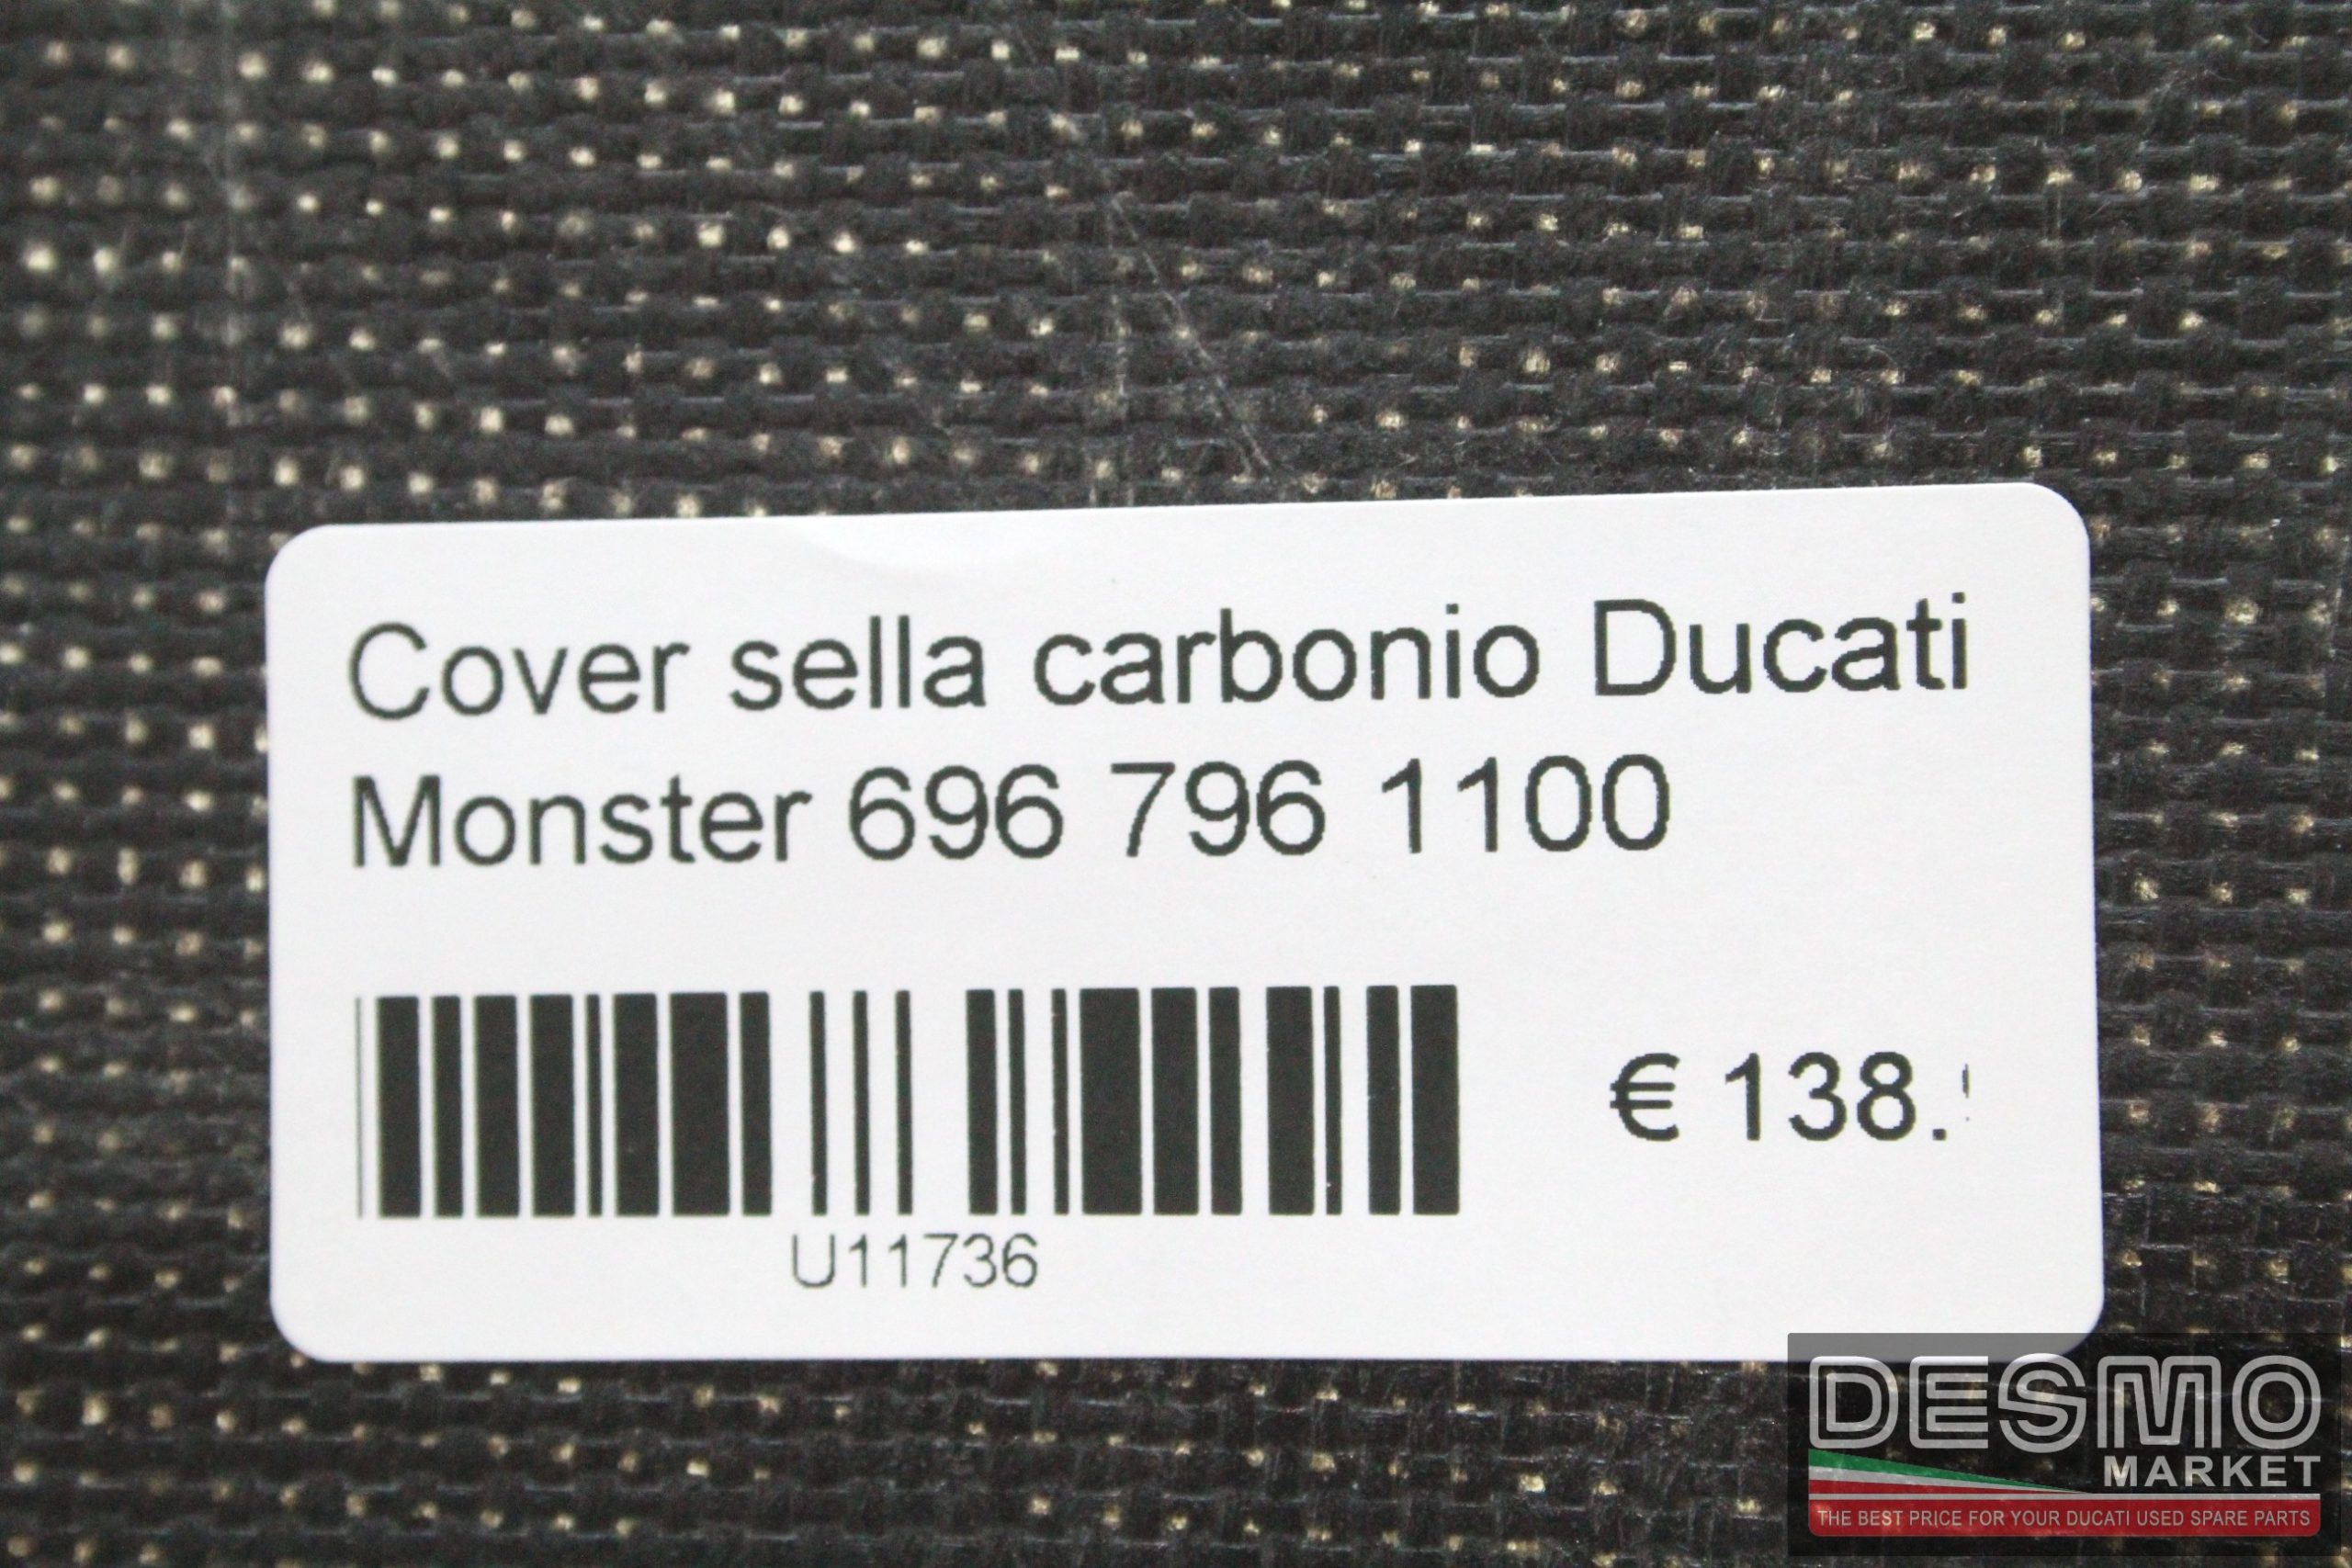 Cover sella carbonio Ducati
Monster 696 796 1100
€ 138.
U11736
DESMO
MARKET
THE BEST PRICE FOR YOUR DUCATI USED SPARE PARTS